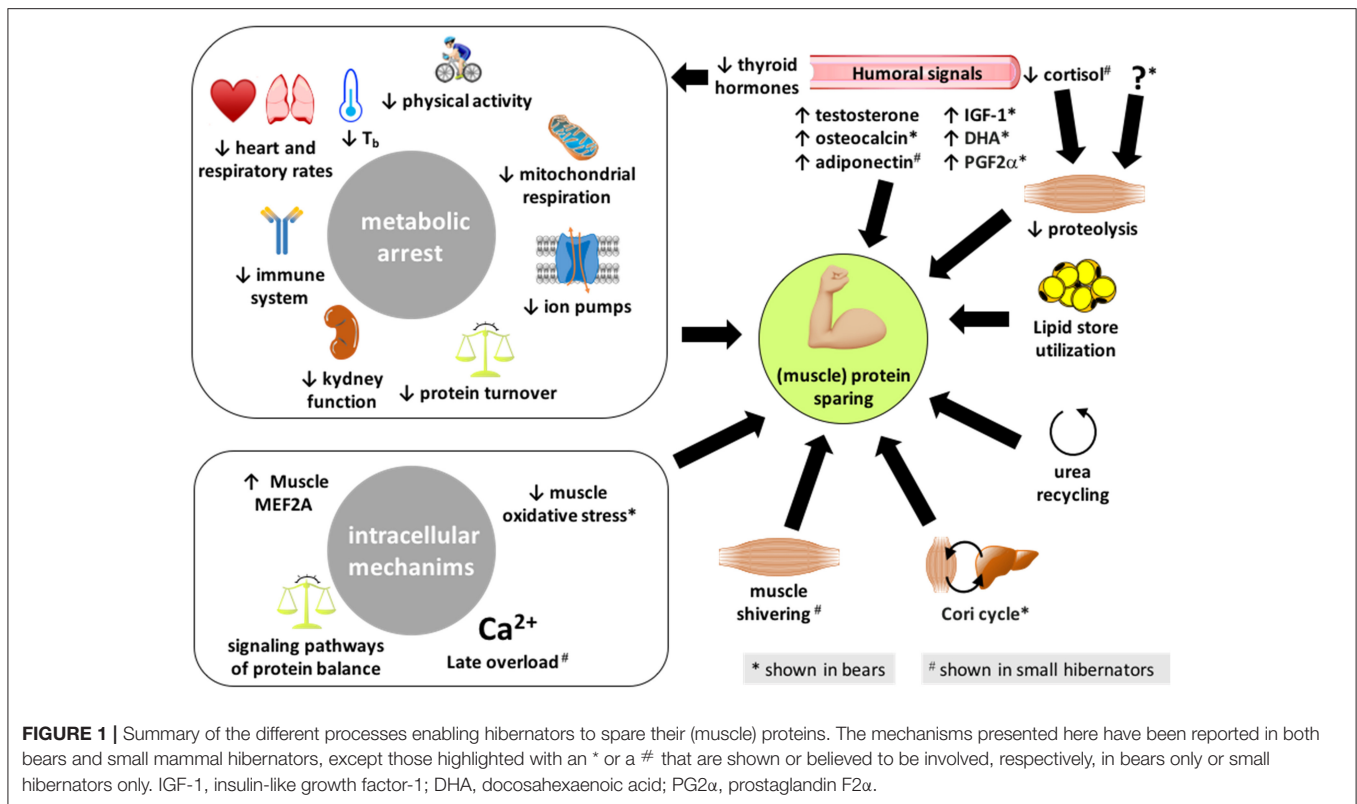 ↓ physical activity
↓ heart and
respiratory rates
↓ Tb
↓ mitochondrial
respiration
metabolic
arrest
↓ immune
system
↓ ion pumps
↓ kydney
function
↓ protein turnover
↓ thyroid
hormones
Humoral signals
↓ cortisol#
?*
↑ testosterone
↑ osteocalcin*
↑ adiponectin#
↑ IGF-1*
↑ DHA*
↑ PGF2α*
↓ proteolysis
Lipid store
utilization
(muscle) protein
sparing
urea
recycling
↑ Muscle
MEF2A
↓ muscle
oxidative stress*
intracellular
mechanims
signaling pathways
of protein balance
Ca2+
Late overload#
muscle
shivering #
Cori cycle*
* shown in bears
# shown in small hibernators
FIGURE 1 | Summary of the different processes enabling hibernators to spare their (muscle) proteins. The mechanisms presented here have been reported in both
bears and small mammal hibernators, except those highlighted with an * or a # that are shown or believed to be involved, respectively, in bears only or small
hibernators only. IGF-1, insulin-like growth factor-1; DHA, docosahexaenoic acid; PG2α, prostaglandin F2α.